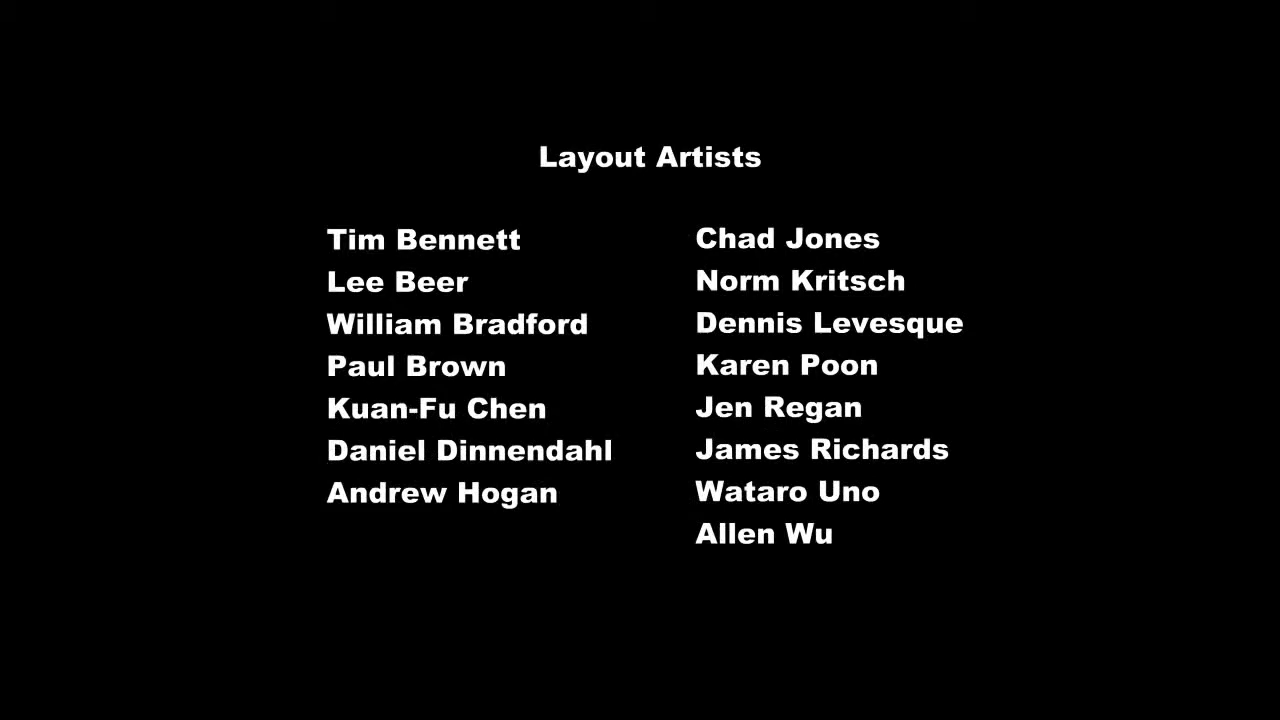 Layout Artists
Tim Bennett
Lee Beer
William Bradford
Paul Brown
Kuan-Fu Chen
Daniel Dinnendahl
Andrew Hogan
Chad Jones
Norm Kritsch
Dennis Levesque
Karen Poon
Jen Regan
James Richards
Wataro Uno
Allen Wu